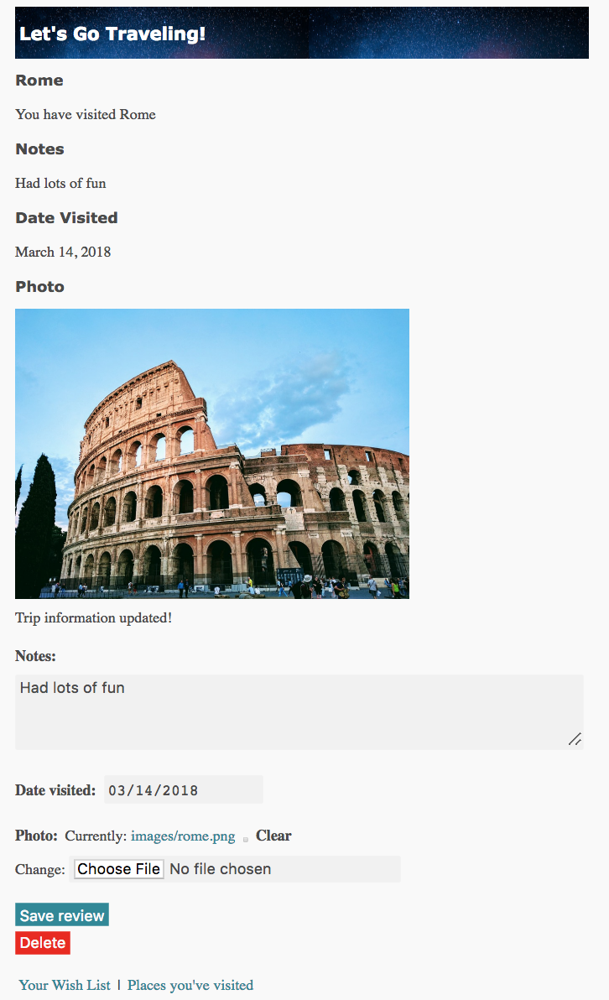 Let's Go Traveling!
Rome
You have visited Rome
Notes
Had lots of fun
Date Visited
March 14, 2018
Photo
Trip information updated!
Notes:
Had lots of fun
Date visited: 03/14/2018
Photo: Currently: images/rome.png Clear
Change: Choose File No file chosen
Save review
Delete
Your Wish List | Places you've visited